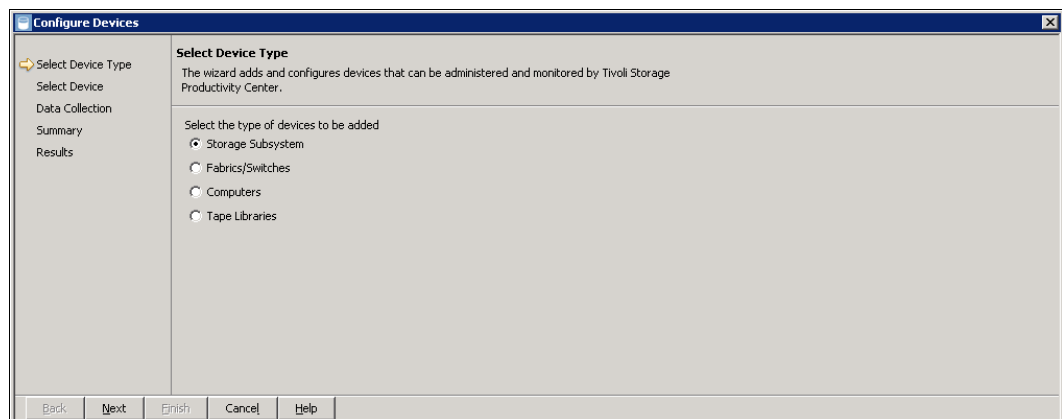 Configure Devices
Select Device Type
Select Device
Data Collection
Summary
Results
Select Device Type
The wizard adds and configures devices that can be administered and monitored by Tivoli Storage
Productivity Center.
Select the type of devices to be added
Storage Subsystem
Fabrics/Switches
Computers
Tape Libraries
Back
Next
Finish
Cancel
Help